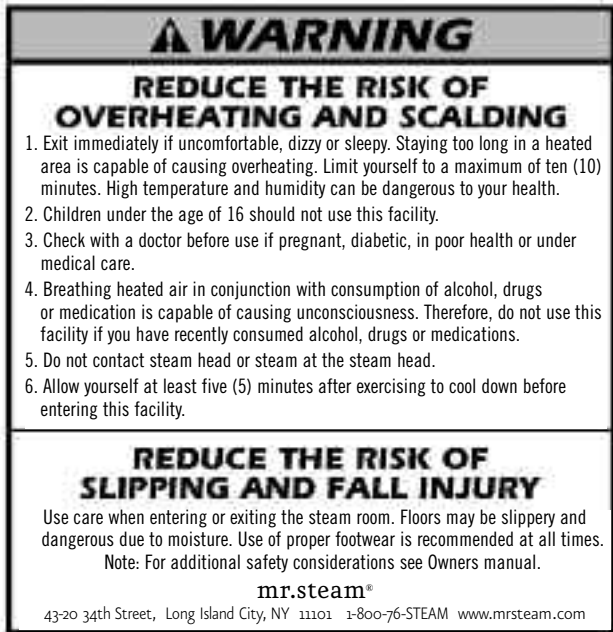 WARNING
REDUCE THE RISK OF
OVERHEATING AND SCALDING
1. Exit immediately if uncomfortable, dizzy or sleepy. Staying too long in a heated
area is capable of causing overheating. Limit yourself to a maximum of ten (10)
minutes. High temperature and humidity can be dangerous to your health.
2. Children under the age of 16 should not use this facility.
3. Check with a doctor before use if pregnant, diabetic, in poor health or under
medical care.
4. Breathing heated air in conjunction with consumption of alcohol, drugs
or medication is capable of causing unconsciousness. Therefore, do not use this
facility if you have recently consumed alcohol, drugs or medications.
5. Do not contact steam head or steam at the steam head.
6. Allow yourself at least five (5) minutes after exercising to cool down before
entering this facility.
REDUCE THE RISK OF
SLIPPING AND FALL INJURY
Use care when entering or exiting the steam room. Floors may be slippery and
dangerous due to moisture. Use of proper footwear is recommended at all times.
Note: For additional safety considerations see Owners manual.
mr.steam®
43-20 34th Street, Long Island City, NY 11101 1-800-76-STEAM www.mrsteam.com